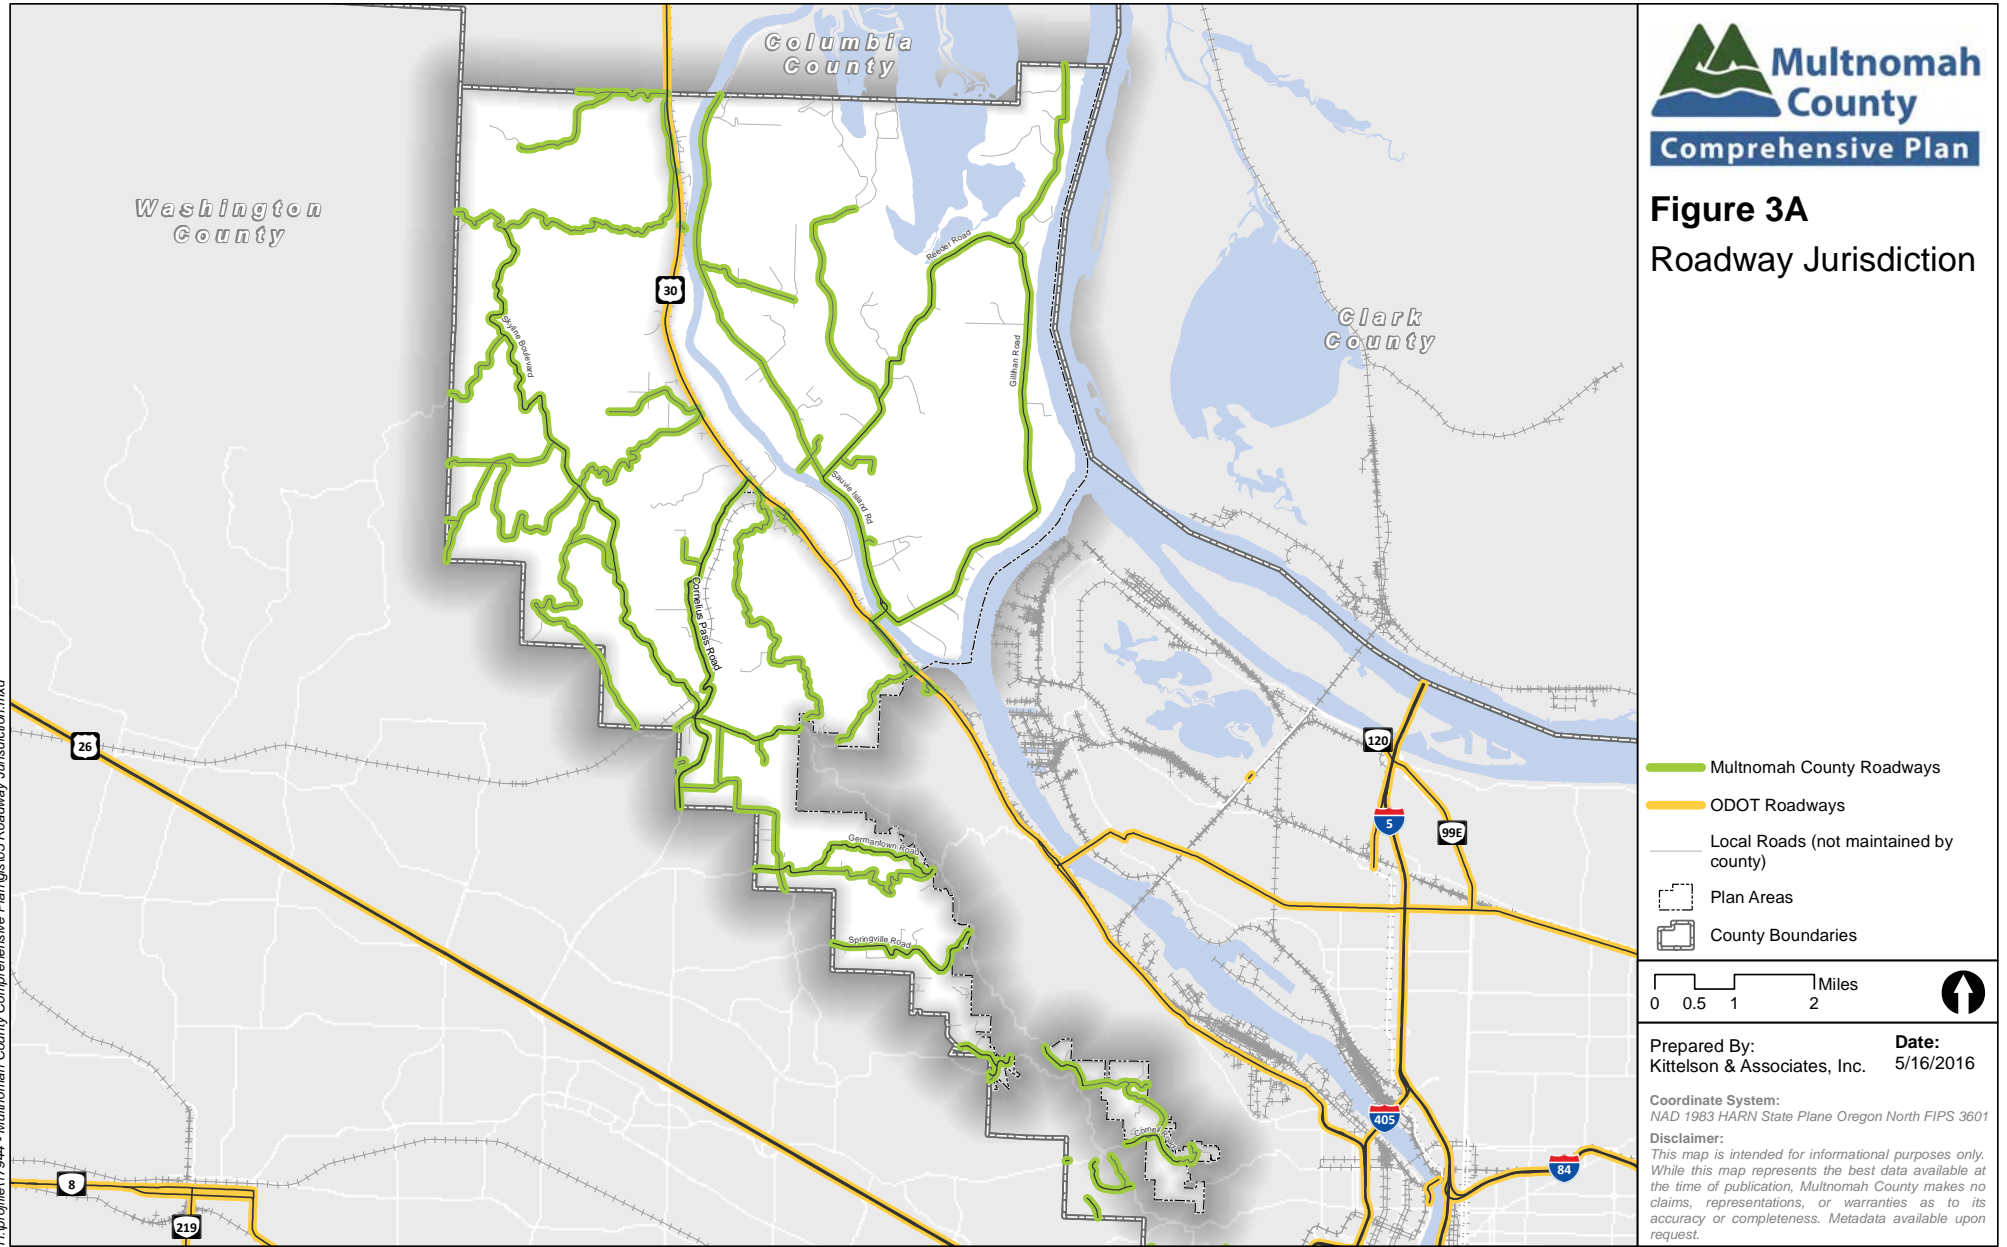 Columbia
County
Washington
County
Clark
County
Reeder Road
Skyline Boulevard
Gillihan Road
Sauvie Island Rd
Cornelius Pass Road
Germantown Road
Springville Road
Cornell Road
30
26
120
5
99E
405
84
8
219
Multnomah
County
Comprehensive Plan
Figure 3A
Roadway Jurisdiction
Multnomah County Roadways
ODOT Roadways
Local Roads (not maintained by
county)
Plan Areas
County Boundaries
Miles
0 0.5 1 2
Prepared By:
Kittelson & Associates, Inc.
Date:
5/16/2016
Coordinate System:
NAD 1983 HARN State Plane Oregon North FIPS 3601
Disclaimer:
This map is intended for informational purposes only.
While this map represents the best data available at
the time of publication, Multnomah County makes no
claims, representations, or warranties as to its
accuracy or completeness. Metadata available upon
request.